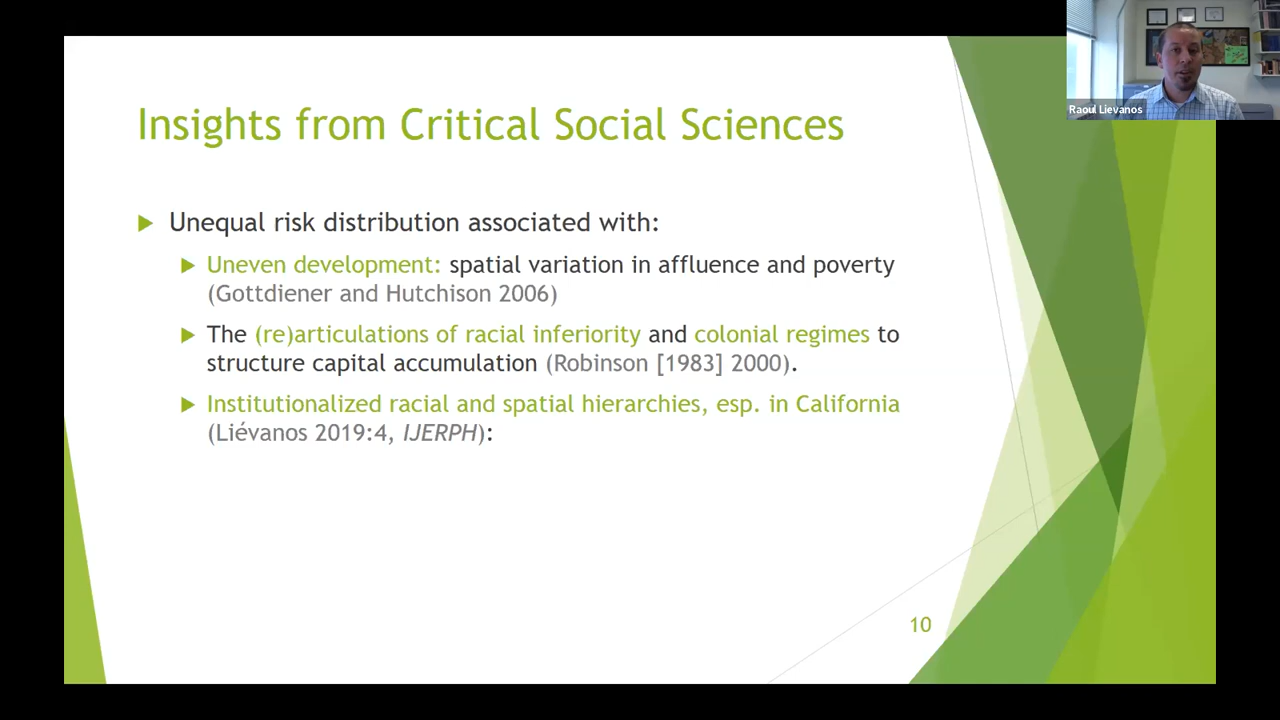 Raoul Lievanos
Insights from Critical Social Sciences
Unequal risk distribution associated with:
Uneven development: spatial variation in affluence and poverty
(Gottdiener and Hutchison 2006)
The (re)articulations of racial inferiority and colonial regimes to
structure capital accumulation (Robinson [1983] 2000).
Institutionalized racial and spatial hierarchies, esp. in California
(Liévanos 2019:4, IJERPH):
10